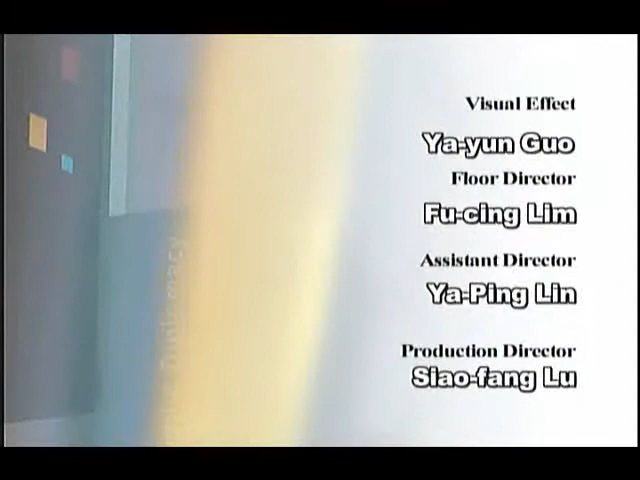 Visual Effect
Ya-yun Guo
Floor Director
Fu-cing Lim
Assistant Director
Ya-Ping Lin
Production Director
Siao-fang Lu